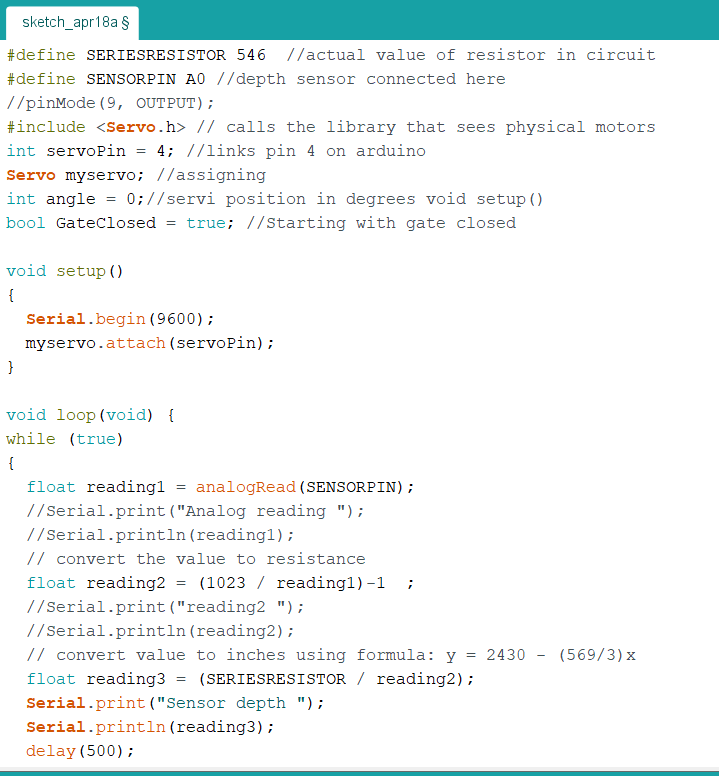 sketch_apr18a §
#define SERIESRESISTOR 546  //actual value of resistor in circuit
#define SENSORPIN A0 //depth sensor connected here
//pinMode(9, OUTPUT);
#include <Servo.h> // calls the library that sees physical motors
int servoPin = 4; //links pin 4 on arduino
Servo myservo; //assigning
int angle = 0;//servi position in degrees void setup()
bool GateClosed = true; //Starting with gate closed
void setup()
{
  Serial.begin(9600);
  myservo.attach(servoPin);
}
void loop(void) {
while (true)
{
  float reading1 = analogRead(SENSORPIN);
  //Serial.print("Analog reading ");
  //Serial.println(reading1);
  // convert the value to resistance
  float reading2 = (1023 / reading1)-1  ;
  //Serial.print("reading2 ");
  //Serial.println(reading2);
  // convert value to inches using formula: y = 2430 - (569/3)x
  float reading3 = (SERIESRESISTOR / reading2);
  Serial.print("Sensor depth ");
  Serial.println(reading3);
  delay(500);